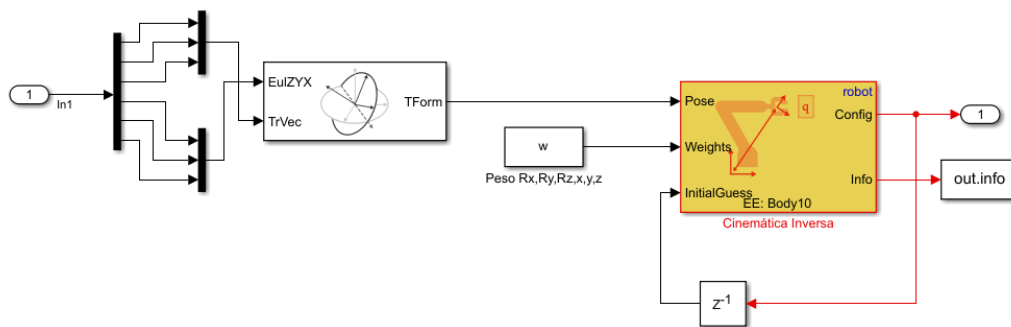 1
In1
EulZYX
TrVec
TForm
w
Peso Rx,Ry,Rz,x,y,z
robot
Pose
Config
q
Weights
Info
InitialGuess
EE: Body10
Cinemática Inversa
1
out.info
Z-1